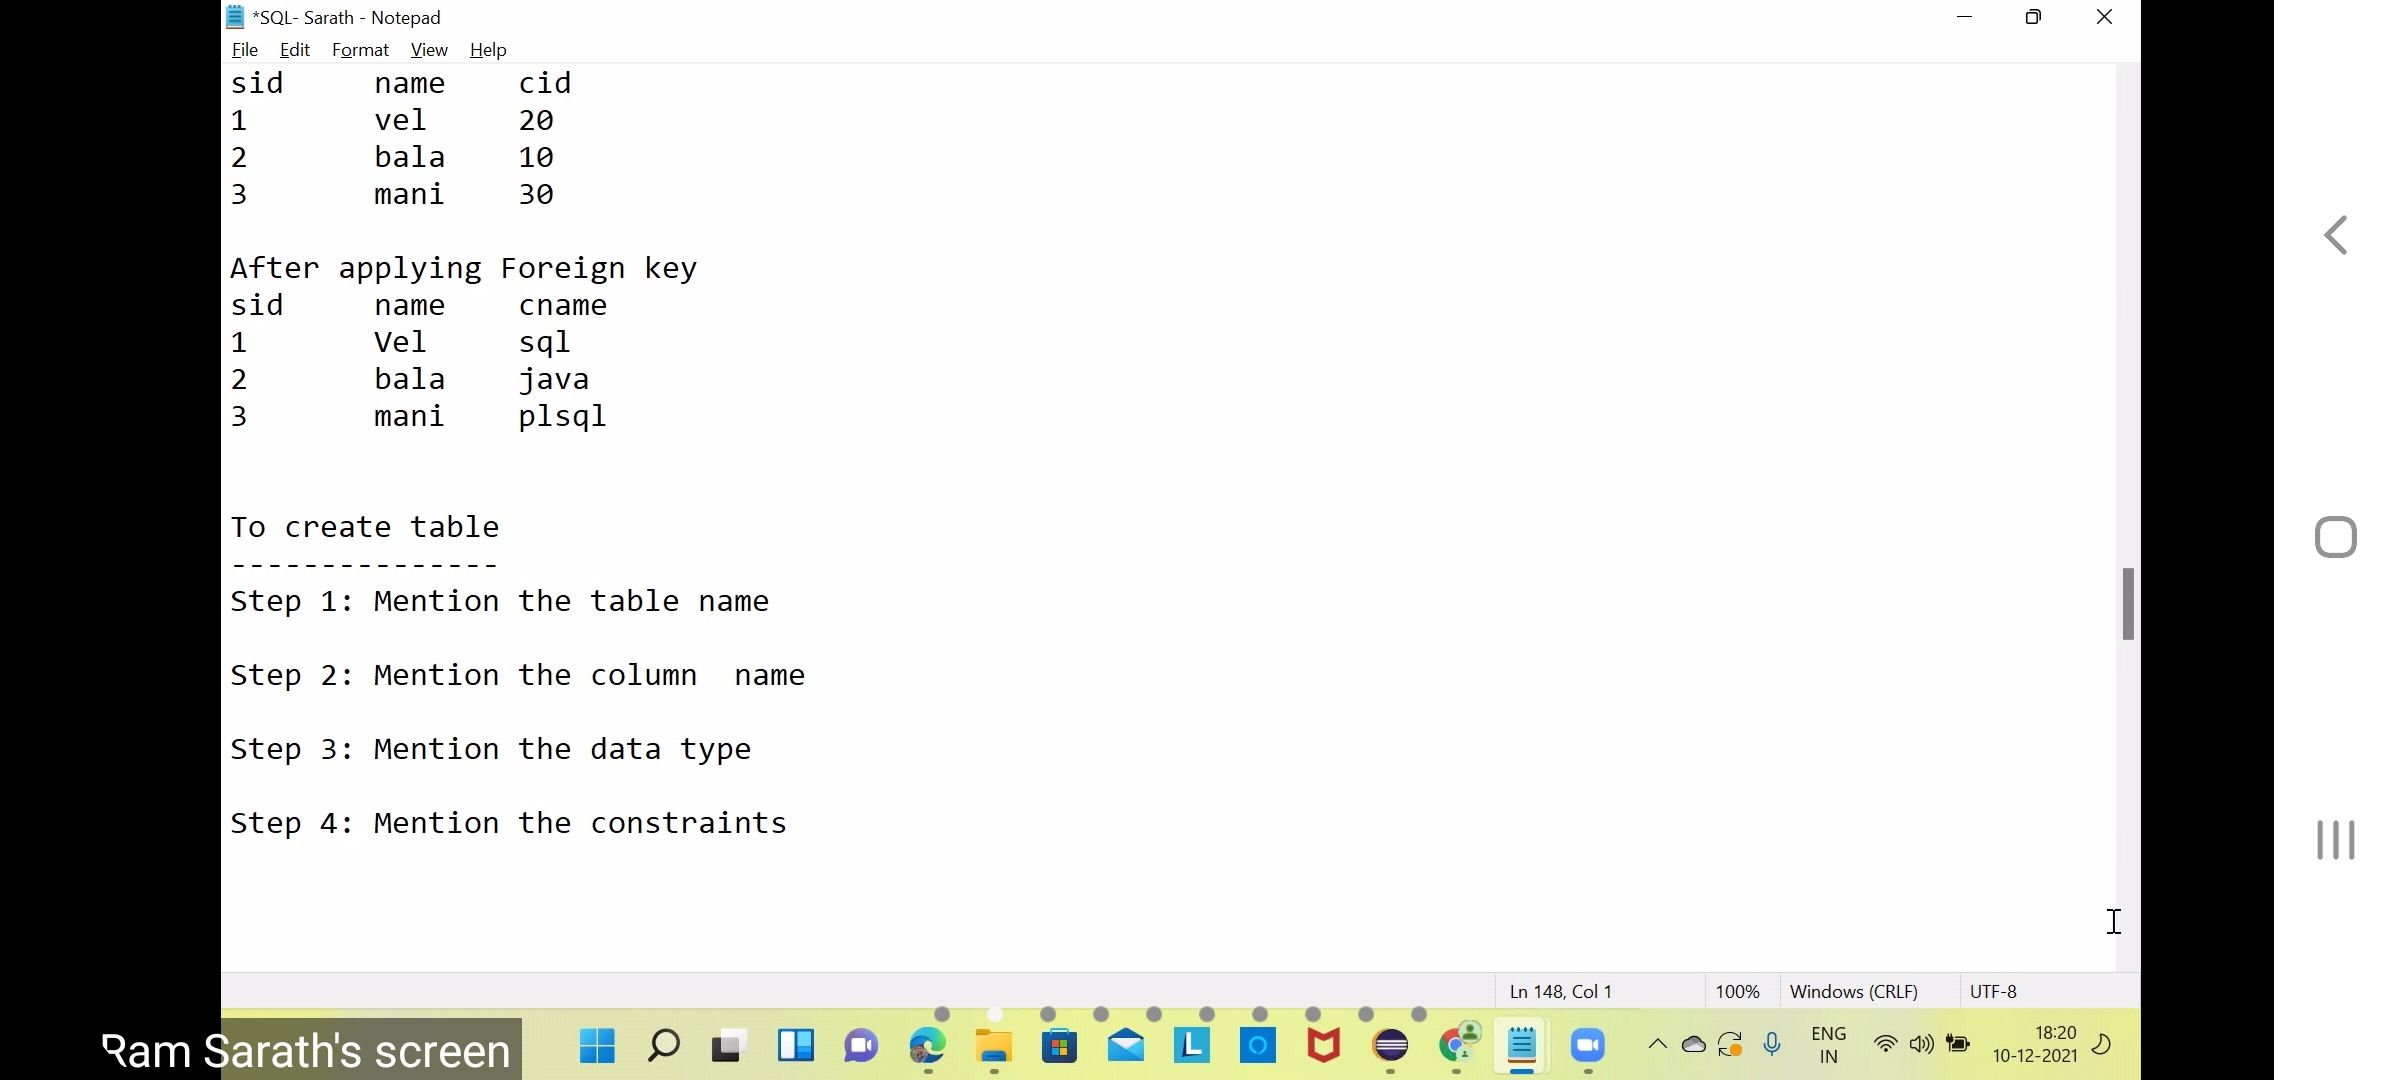 *SQL- Sarath - Notepad
File Edit Format View Help
sid name cid
1 vel 20
2 bala 10
3 mani 30
After applying Foreign key
sid name cname
1 Vel sql
2 bala java
3 mani plsql
To create table
---------------
Step 1: Mention the table name
Step 2: Mention the column  name
Step 3: Mention the data type
Step 4: Mention the constraints
Ln 148, Col 1 100% Windows (CRLF) UTF-8
Ram Sarath's screen
L
ENG
IN
18:20
10-12-2021